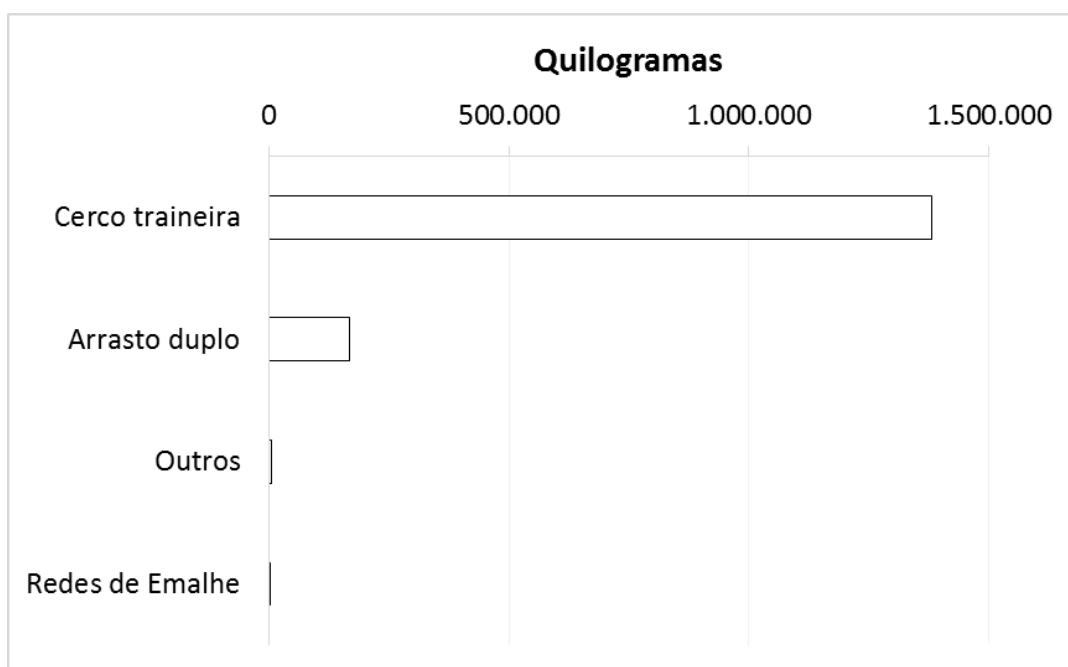 Quilogramas
0 500.000 1.000.000 1.500.000
Cerco traineira
Arrasto duplo
Outros
Redes de Emalhe